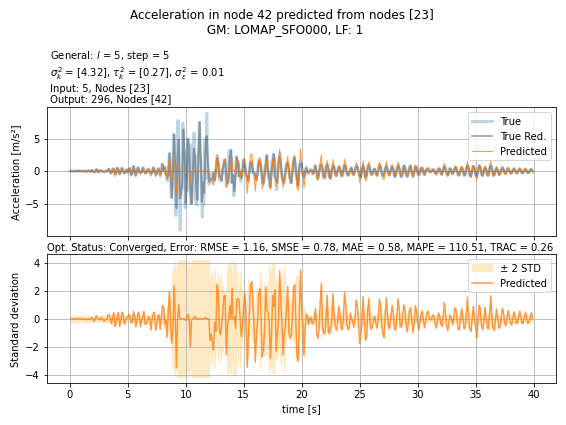 Acceleration in node 42 predicted from nodes [23]
GM: LOMAP_SFO000, LF: 1
General: l = 5, step = 5
σ²ₖ = [4.32], τ²ₖ = [0.27], σ²ₑ = 0.01
Input: 5, Nodes [23]
Output: 296, Nodes [42]
Acceleration [m/s²]
5
0
−5
True
True Red.
Predicted
Opt. Status: Converged, Error: RMSE = 1.16, SMSE = 0.78, MAE = 0.58, MAPE = 110.51, TRAC = 0.26
Standard deviation
4
2
0
−2
−4
± 2 STD
Predicted
0 5 10 15 20 25 30 35 40
time [s]